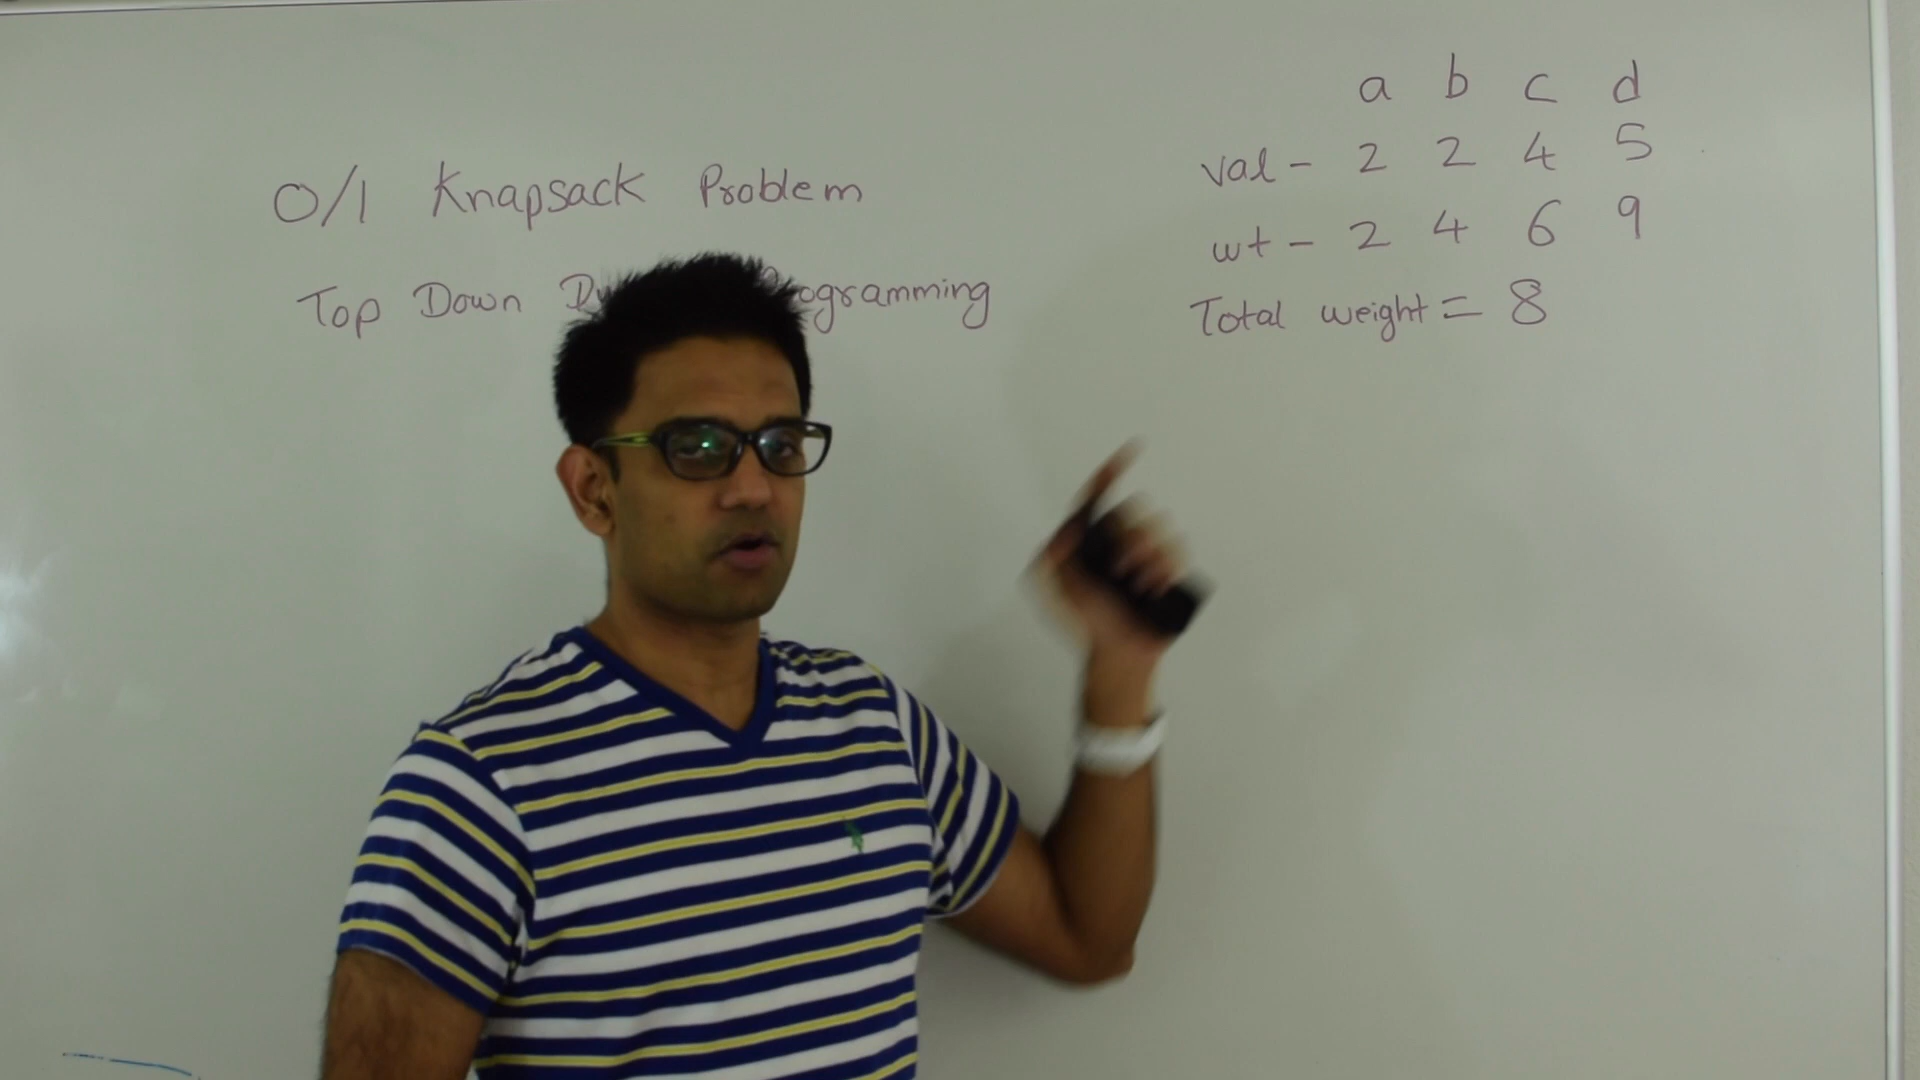 0/1 Knapsack Problem
Top Down
a b c d
val - 2 2 4 5
wt - 2 4 6 9
Total weight = 8